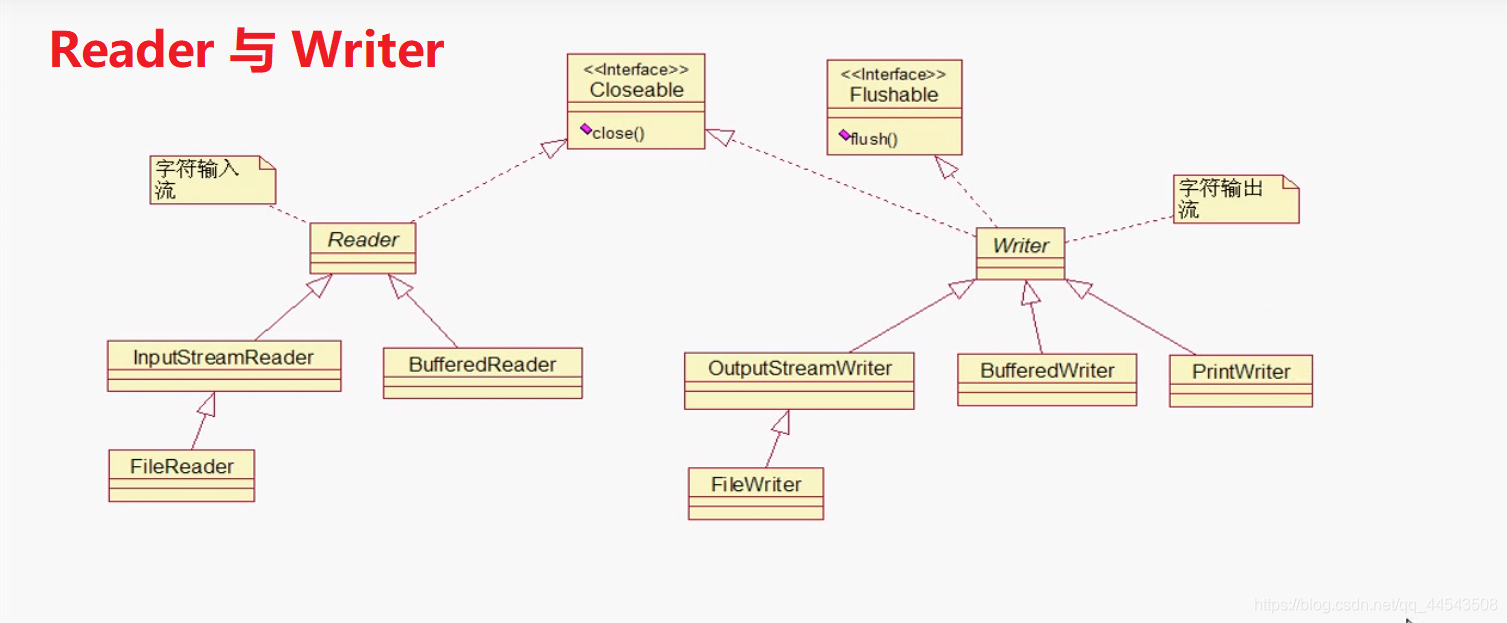 Reader 与 Writer
<<Interface>>
Closeable
close()
<<Interface>>
Flushable
flush()
字符输入
流
字符输出
流
Reader
Writer
InputStreamReader
BufferedReader
OutputStreamWriter
BufferedWriter
PrintWriter
FileReader
FileWriter
https://blog.csdn.net/qq_44543508